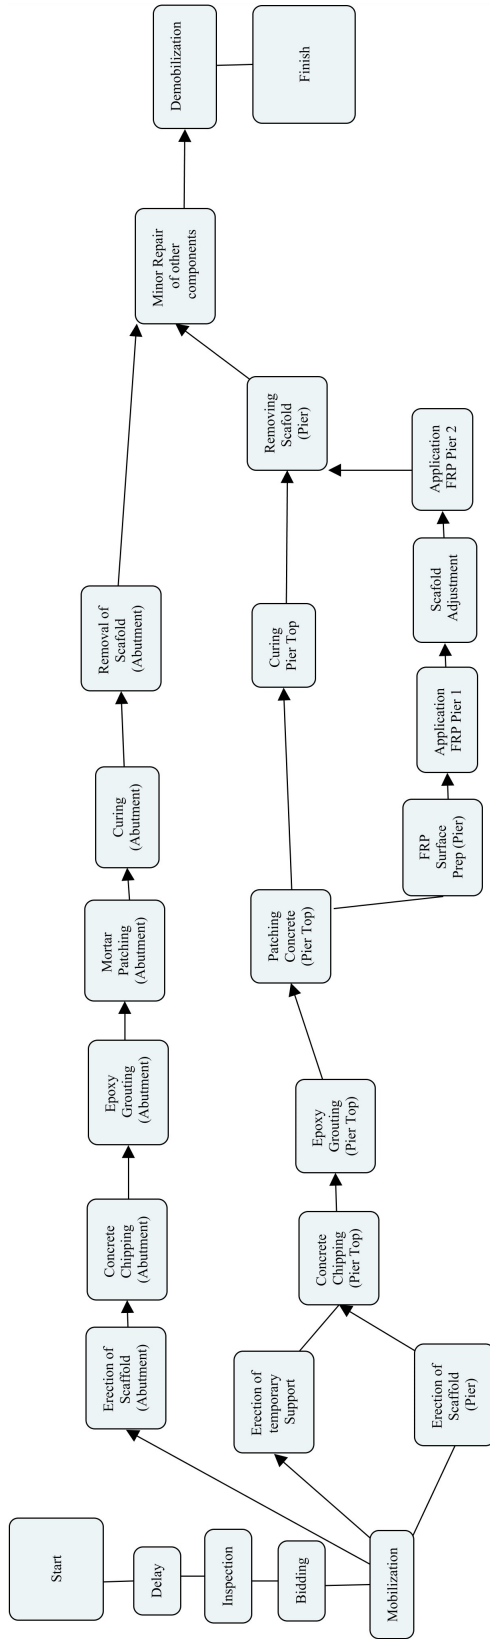 Start
Delay
Inspection
Bidding
Mobilization
Erection of
Scaffold
(Abutment)
Concrete
Chipping
(Abutment)
Epoxy
Grouting
(Abutment)
Mortar
Patching
(Abutment)
Curing
(Abutment)
Removal of
Scafold
(Abutment)
Erection of
temporary
Support
Erection of
Scaffold
(Pier)
Concrete
Chipping
(Pier Top)
Epoxy
Grouting
(Pier Top)
Patching
Concrete
(Pier Top)
Curing
Pier Top
FRP
Surface
Prep (Pier)
Application
FRP Pier 1
Scafold
Adjustment
Application
FRP Pier 2
Removing
Scafold
(Pier)
Minor Repair
of other
components
Demobilization
Finish